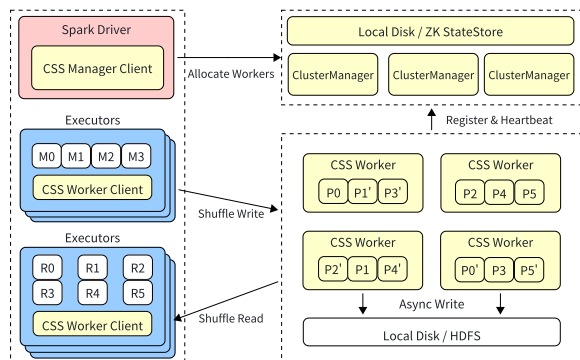 Spark Driver
CSS Manager Client
Allocate Workers
Local Disk / ZK StateStore
ClusterManager ClusterManager ClusterManager
Register & Heartbeat
Executors
M0 M1 M2 M3
CSS Worker Client
Shuffle Write
Executors
R0 R1 R2
R3 R4 R5
CSS Worker Client
Shuffle Read
CSS Worker
P0 P1' P3'
CSS Worker
P2 P4 P5
CSS Worker
P2' P1 P4'
CSS Worker
P0' P3 P5'
Async Write
Local Disk / HDFS